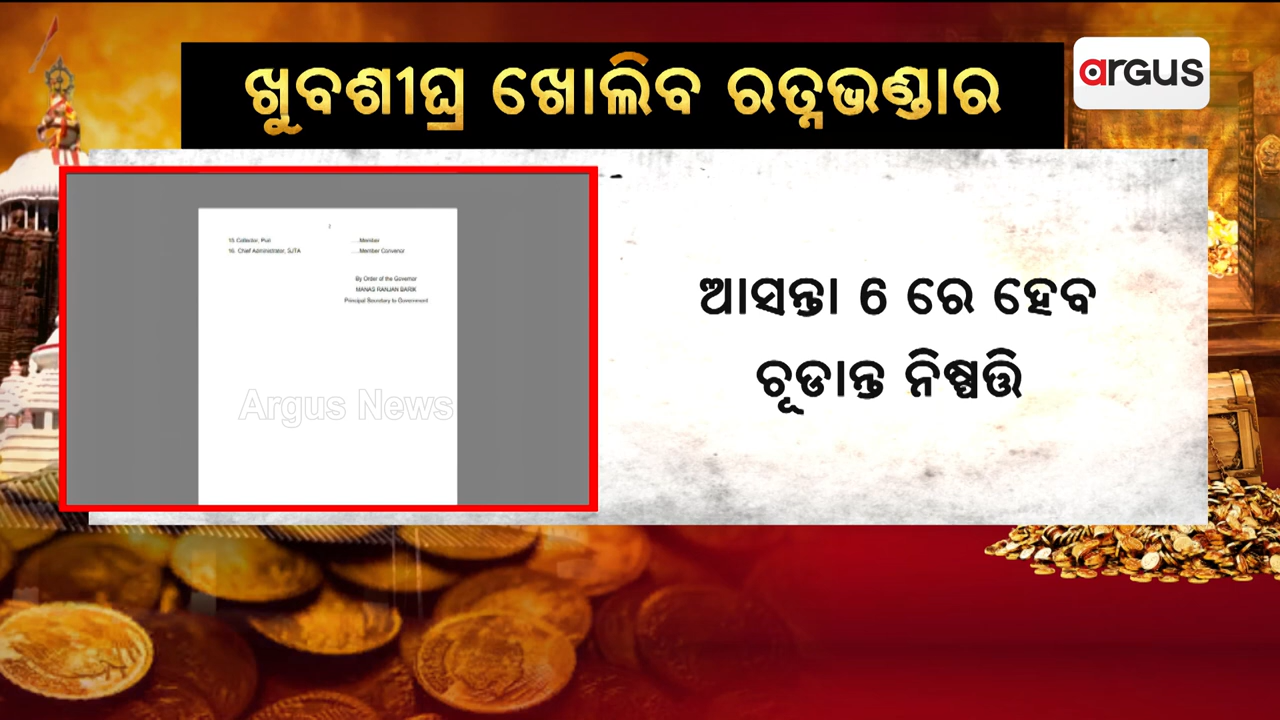 ଖୁବଶୀଘ୍ର ଖୋଲିବ ରତ୍ନଭଣ୍ଡାର
argus
15. Collector, Puri ....Member
16. Chief Administrator, SJTA ....Member Convenor
By Order of the Governor
MANAS RANJAN BARIK
Principal Secretary to Government
Argus News
ଆସନ୍ତା 6 ରେ ହେବ
ଚୂଡାନ୍ତ ନିଷ୍ପତ୍ତି